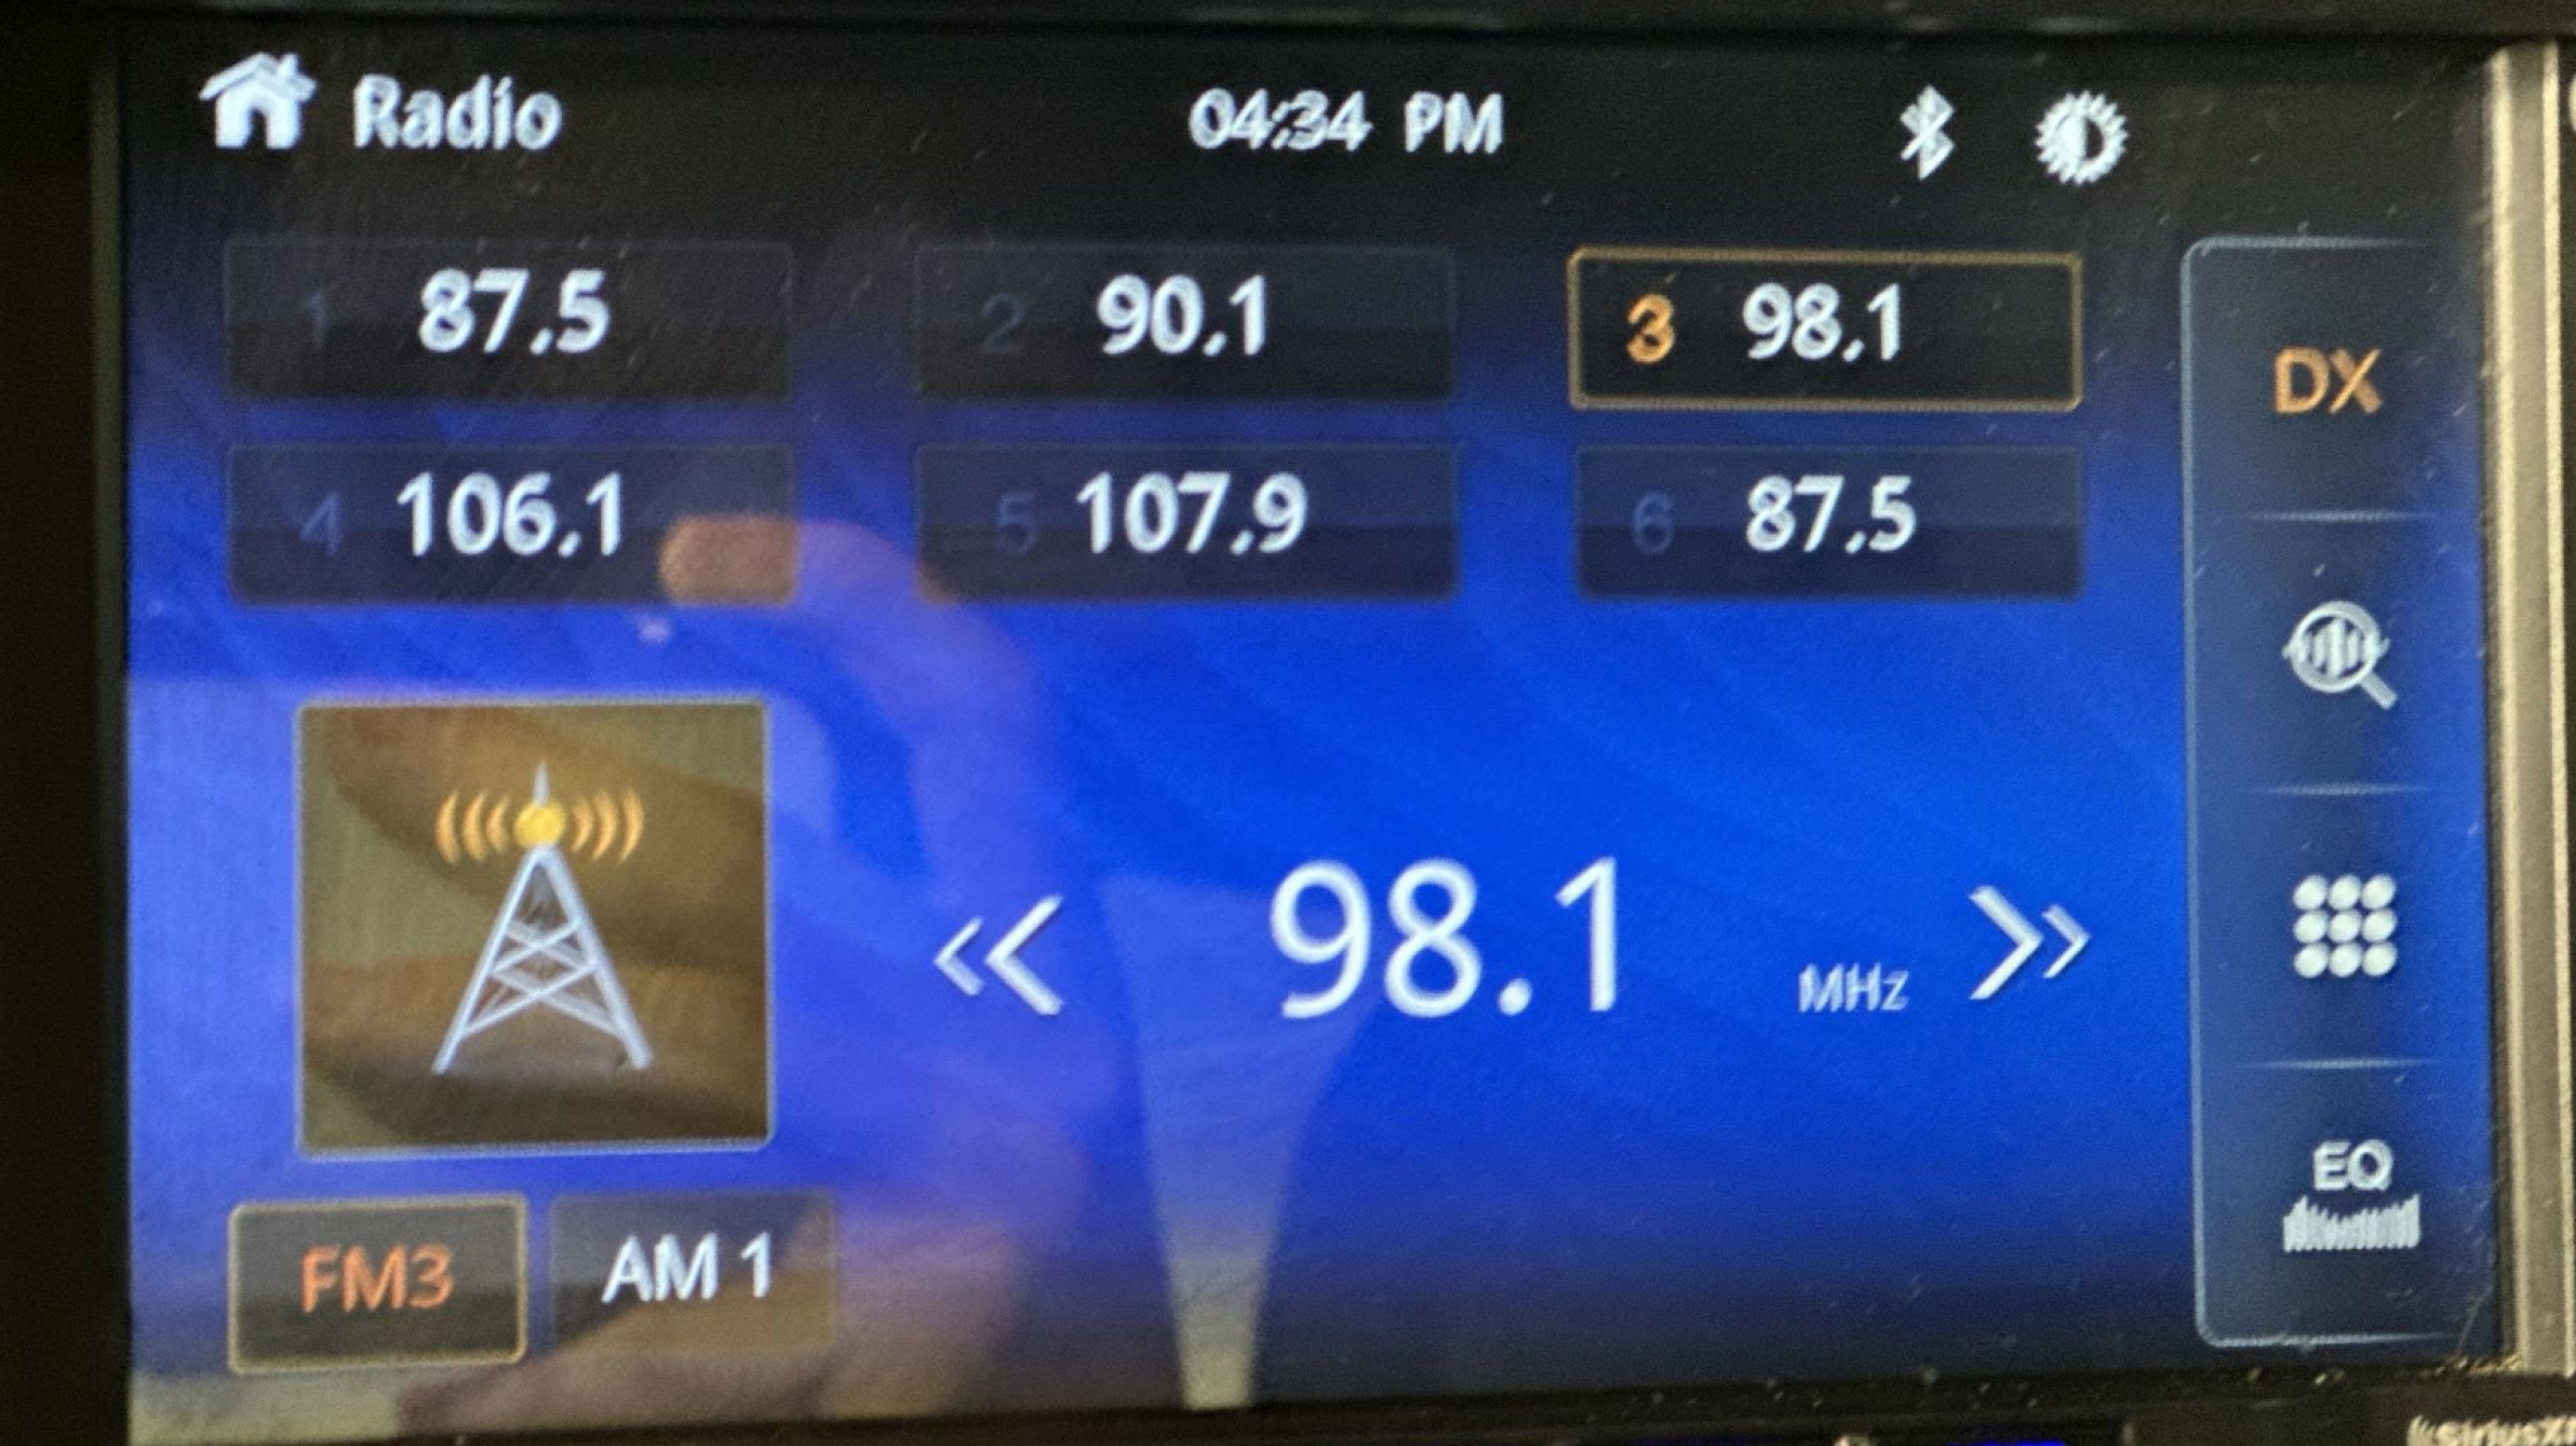 Radio 04:34 PM
1 87.5 2 90.1 3 98.1
4 106.1 5 107.9 6 87.5
DX
98.1 MHz
EQ
FM3 AM 1